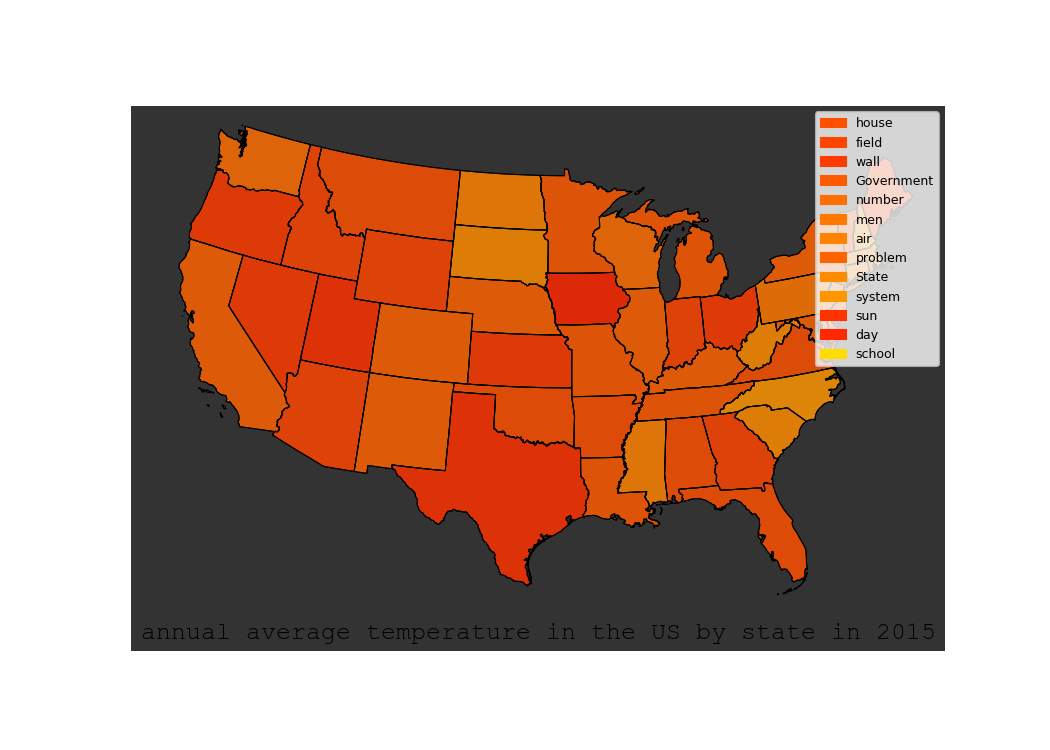 house
field
wall
Government
number
men
air
problem
State
system
sun
day
school
annual average temperature in the US by state in 2015